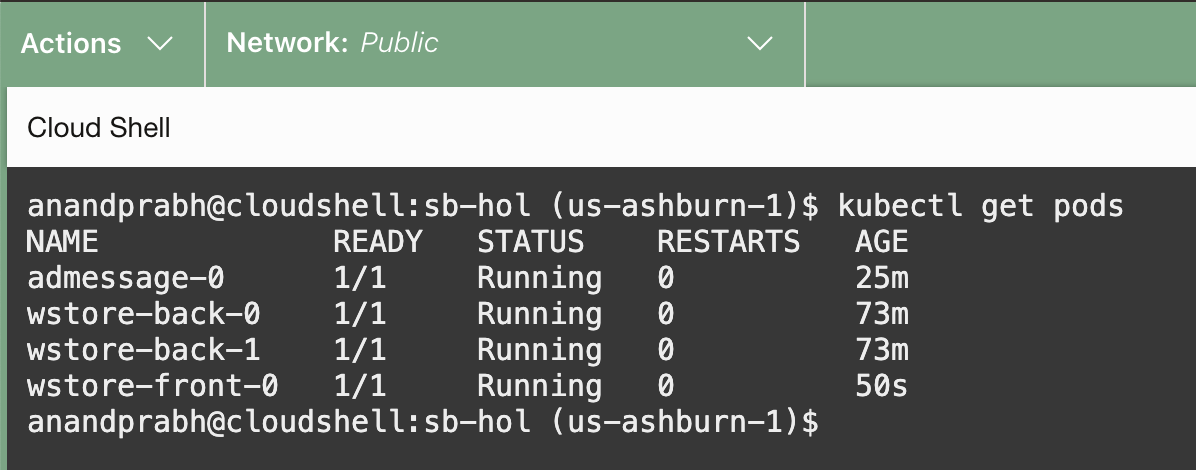 Actions Network: Public
Cloud Shell
anandprabh@cloudshell:sb-hol (us-ashburn-1)$ kubectl get pods
NAME READY STATUS RESTARTS AGE
admessage-0 1/1 Running 0 25m
wstore-back-0 1/1 Running 0 73m
wstore-back-1 1/1 Running 0 73m
wstore-front-0 1/1 Running 0 50s
anandprabh@cloudshell:sb-hol (us-ashburn-1)$